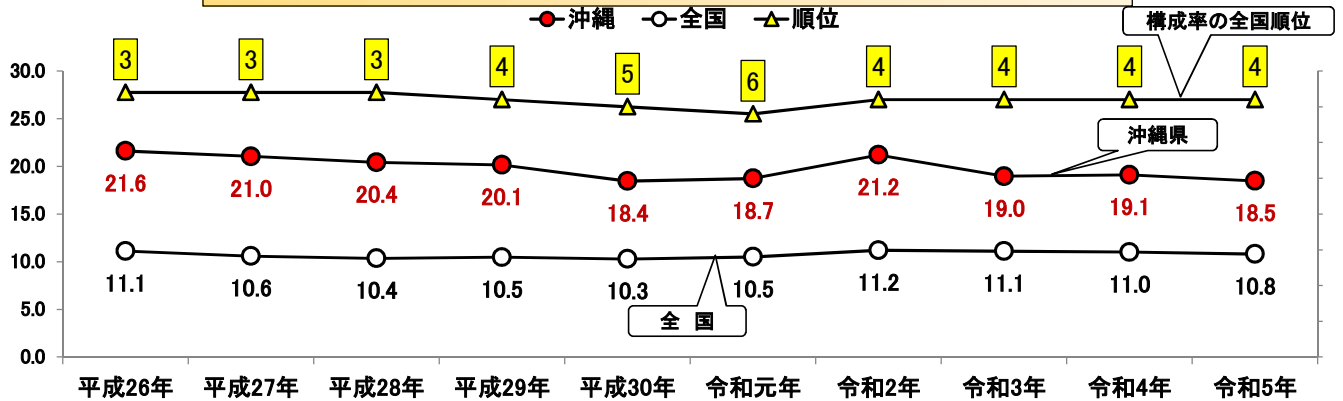 沖縄 全国 順位
構成率の全国順位
3 3 3 4 5 6 4 4 4 4
30.0
25.0
沖縄県
20.0
21.6 21.0 20.4 20.1 18.4 18.7 21.2 19.0 19.1 18.5
15.0
10.0
11.1 10.6 10.4 10.5 10.3 10.5 11.2 11.1 11.0 10.8
全 国
5.0
0.0
平成26年 平成27年 平成28年 平成29年 平成30年 令和元年 令和2年 令和3年 令和4年 令和5年